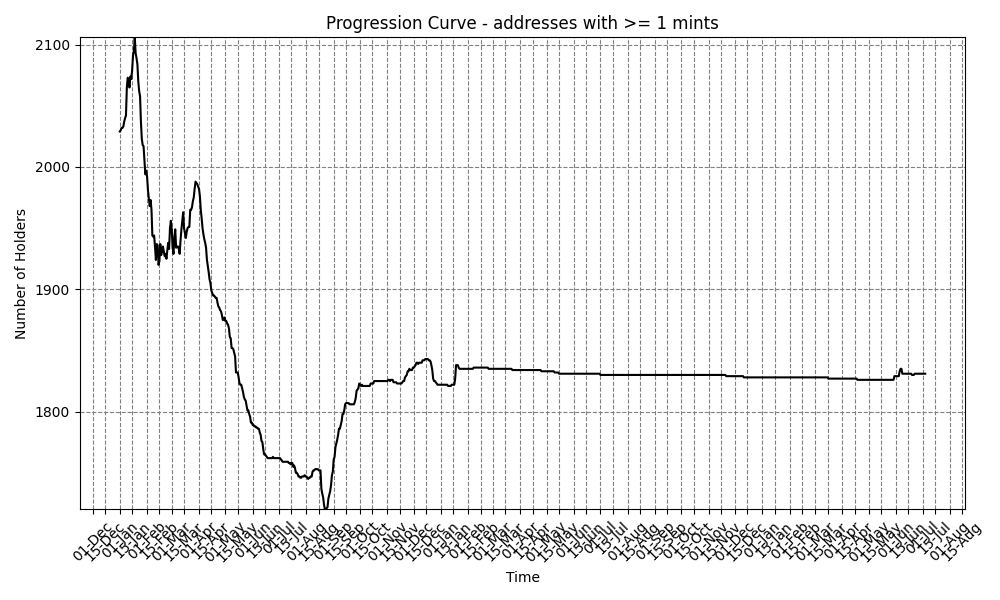 Progression Curve - addresses with >= 1 mints
Number of Holders
2100
2000
1900
1800
01-Dec
15-Dec
01-Jan
15-Jan
01-Feb
15-Feb
01-Mar
15-Mar
01-Apr
15-Apr
01-May
15-May
01-Jun
15-Jun
01-Jul
15-Jul
01-Aug
15-Aug
01-Sep
15-Sep
01-Oct
15-Oct
01-Nov
15-Nov
01-Dec
15-Dec
01-Jan
15-Jan
01-Feb
15-Feb
01-Mar
15-Mar
01-Apr
15-Apr
01-May
15-May
01-Jun
15-Jun
01-Jul
15-Jul
01-Aug
15-Aug
01-Sep
15-Sep
01-Oct
15-Oct
01-Nov
15-Nov
01-Dec
15-Dec
01-Jan
15-Jan
01-Feb
15-Feb
01-Mar
15-Mar
01-Apr
15-Apr
01-May
15-May
01-Jun
15-Jun
01-Jul
15-Jul
01-Aug
15-Aug
Time